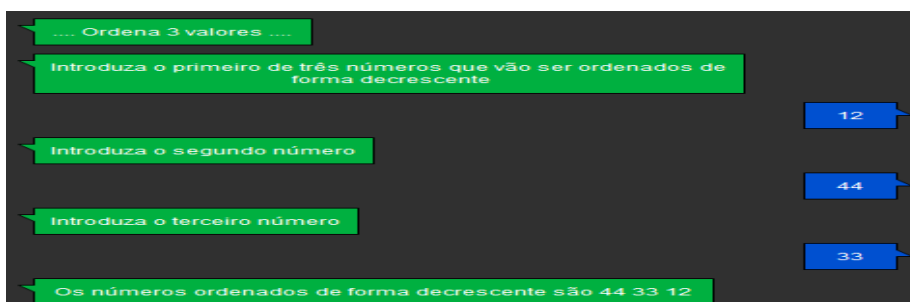 .... Ordena 3 valores ....
Introduza o primeiro de três números que vão ser ordenados de
forma decrescente
12
Introduza o segundo número
44
Introduza o terceiro número
33
Os números ordenados de forma decrescente são 44 33 12